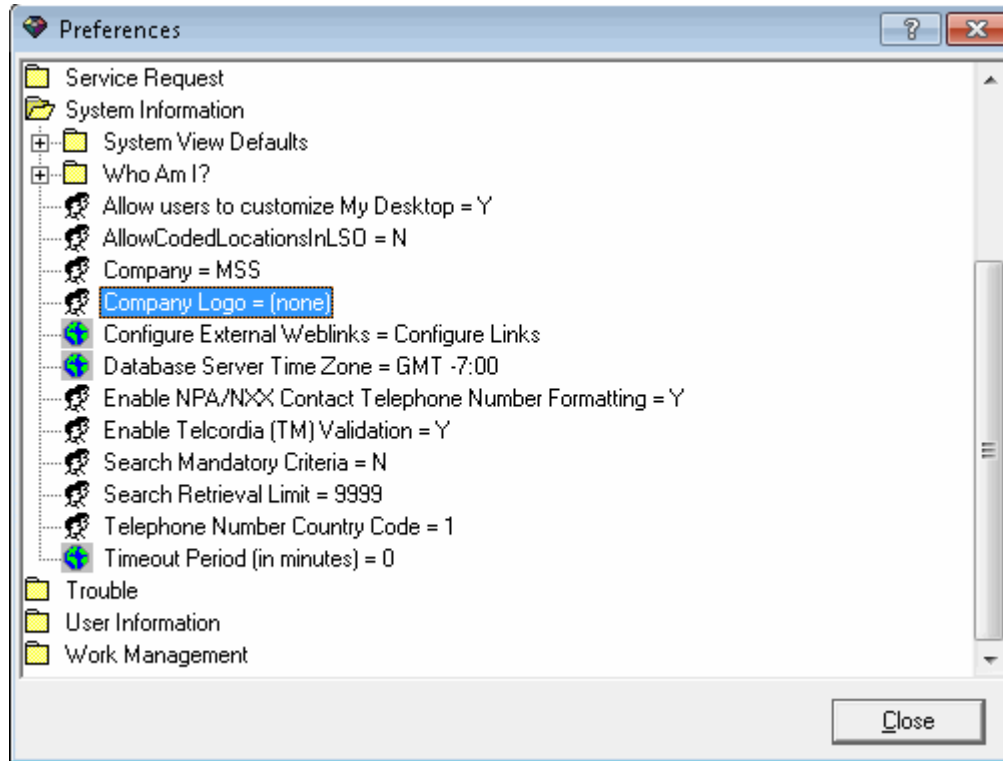 Preferences
Service Request
System Information
System View Defaults
Who Am I?
Allow users to customize My Desktop = Y
AllowCodedLocationsInLSO = N
Company = MSS
Company Logo = (none)
Configure External Weblinks = Configure Links
Database Server Time Zone = GMT -7:00
Enable NPA/NXX Contact Telephone Number Formatting = Y
Enable Telcordia (TM) Validation = Y
Search Mandatory Criteria = N
Search Retrieval Limit = 9999
Telephone Number Country Code = 1
Timeout Period (in minutes) = 0
Trouble
User Information
Work Management
Close